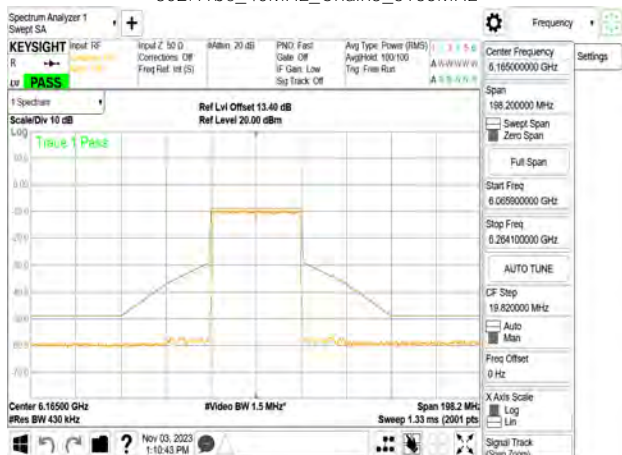 Spectrum Analyzer 1
Swept SA
Frequency
KEYSIGHT
Input: RF
Input Z: 50 Ω
#Atten: 20 dB
PNO: Fast
Avg Type: Power (RMS)
R
Corrections: Off
Gate: Off
Avg|Hold: 100/100
Freq Ref: Int (S)
IF Gain: Low
Trig: Free Run
Sig Track: Off
PASS
Center Frequency
6.165000000 GHz
Settings
Span
198.200000 MHz
Swept Span
Zero Span
Full Span
Start Freq
6.065900000 GHz
Stop Freq
6.264100000 GHz
AUTO TUNE
CF Step
19.820000 MHz
Auto
Man
Freq Offset
0 Hz
X Axis Scale
Log
Lin
Signal Track
(Span Zoom)
1 Spectrum
Ref Lvl Offset 13.40 dB
Scale/Div 10 dB
Ref Level 20.00 dBm
Log
Trace 1 Pass
Center 6.16500 GHz
#Video BW 1.5 MHz*
Span 198.2 MHz
#Res BW 430 kHz
Sweep 1.33 ms (2001 pts
Nov 03, 2023
1:10:43 PM